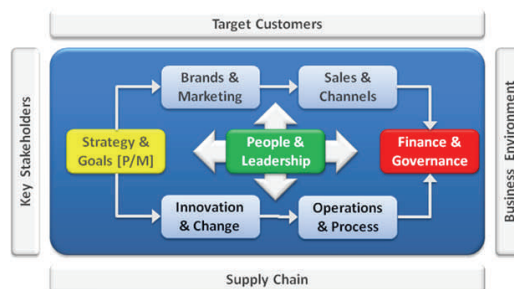 Target Customers
Key Stakeholders
Brands &
Marketing
Sales &
Channels
Strategy &
Goals [P/M]
People &
Leadership
Finance &
Governance
Innovation
& Change
Operations
& Process
Business Environment
Supply Chain